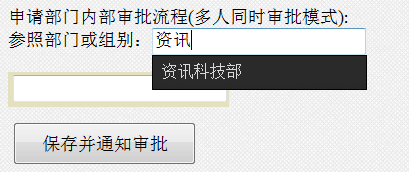 申请部门内部审批流程(多人同时审批模式):
参照部门或组别：资讯
资讯科技部
保存并通知审批